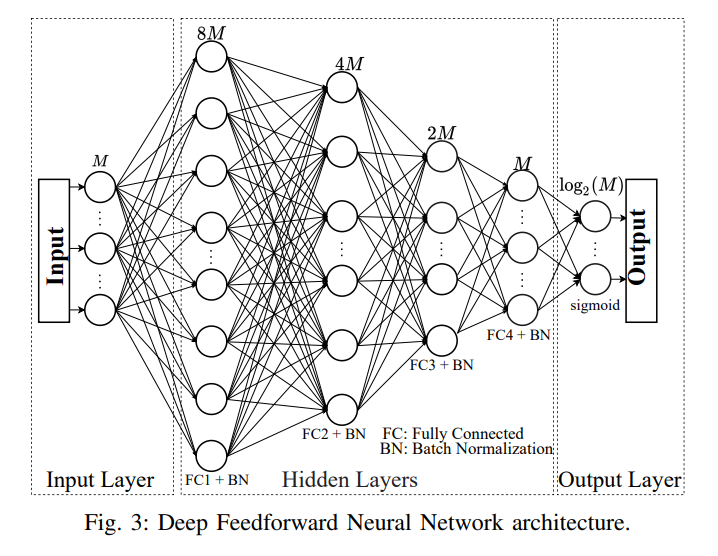 8M
4M
2M
M
M
log₂(M)
Input
Output
sigmoid
FC4 + BN
FC3 + BN
FC2 + BN
FC: Fully Connected
BN: Batch Normalization
FC1 + BN
Input Layer
Hidden Layers
Output Layer
Fig. 3: Deep Feedforward Neural Network architecture.